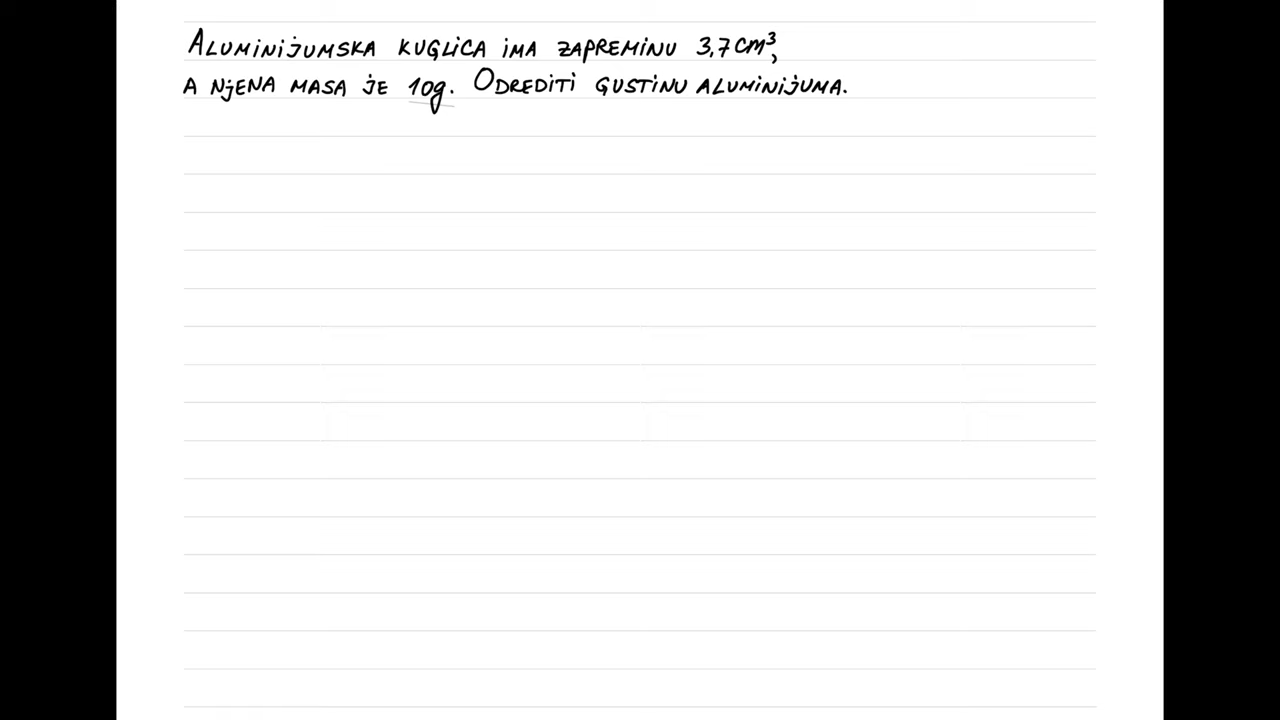 Aluminijumska kuglica ima zapreminu 3,7 cm³,
a njena masa je 10g. Odrediti gustinu aluminijuma.